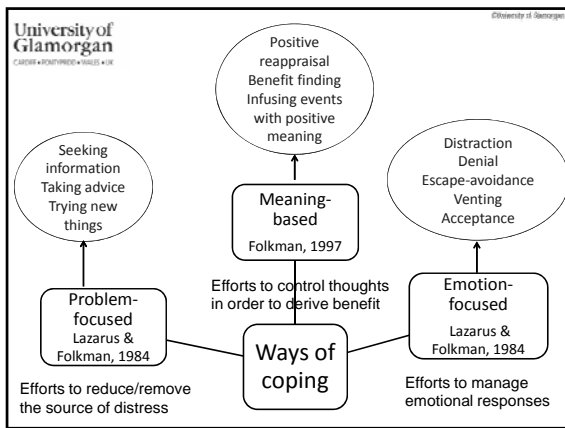 University of
Glamorgan
CARDIFF • PONTYPRIDD • WALES • UK
©University of Glamorgan
Positive
reappraisal
Benefit finding
Infusing events
with positive
meaning
Seeking
information
Taking advice
Trying new
things
Distraction
Denial
Escape-avoidance
Venting
Acceptance
Meaning-
based
Folkman, 1997
Efforts to control thoughts
in order to derive benefit
Problem-
focused
Lazarus &
Folkman, 1984
Emotion-
focused
Lazarus &
Folkman, 1984
Ways of
coping
Efforts to reduce/remove
the source of distress
Efforts to manage
emotional responses